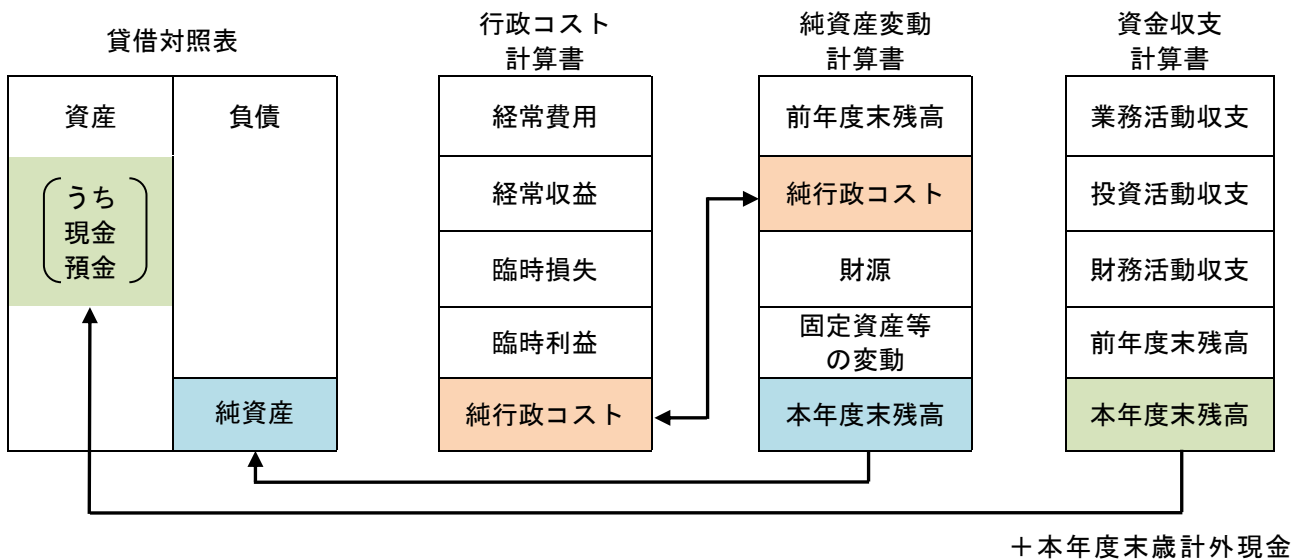 貸借対照表
資産
負債
うち
現金
預金
純資産
行政コスト
計算書
経常費用
経常収益
臨時損失
臨時利益
純行政コスト
純資産変動
計算書
前年度末残高
純行政コスト
財源
固定資産等
の変動
本年度末残高
資金収支
計算書
業務活動収支
投資活動収支
財務活動収支
前年度末残高
本年度末残高
＋本年度末歳計外現金